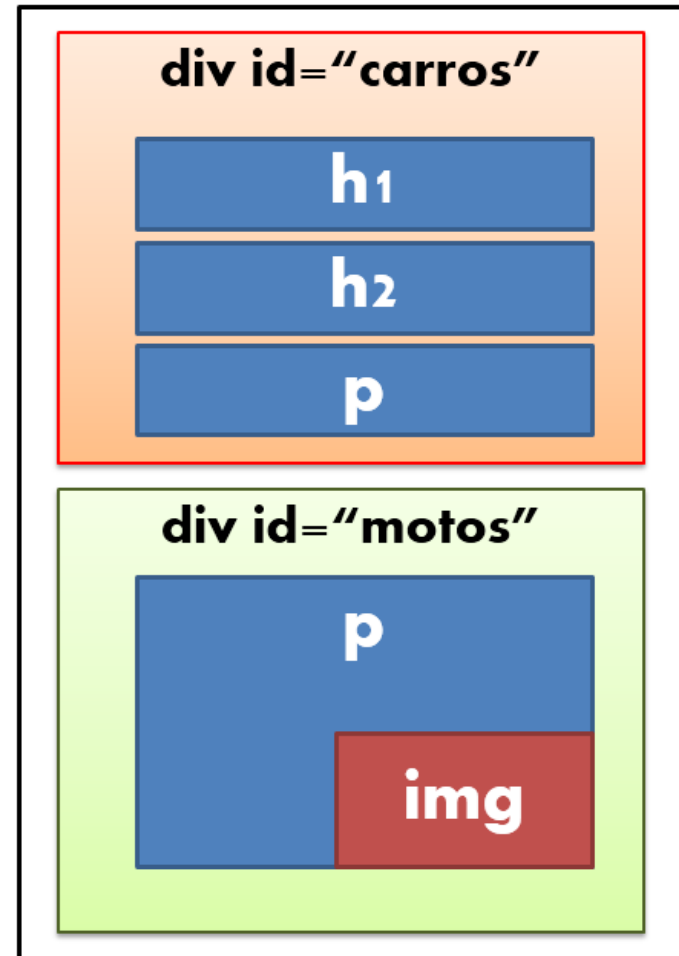 div id=“carros”
h1
h2
p
div id=“motos”
p
img